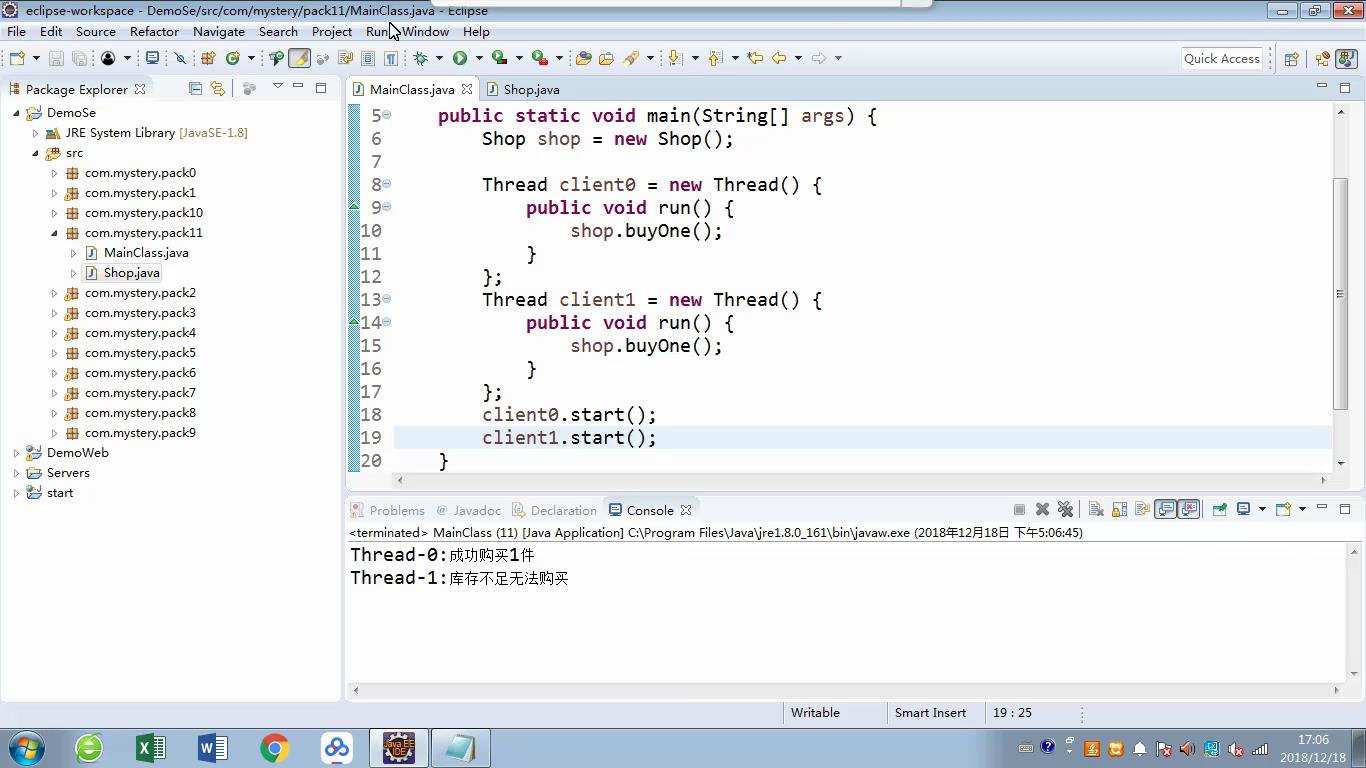 eclipse-workspace - DemoSe/src/com/mystery/pack11/MainClass.java - Eclipse
File Edit Source Refactor Navigate Search Project Run Window Help
Quick Access
Package Explorer
DemoSe
JRE System Library [JavaSE-1.8]
src
com.mystery.pack0
com.mystery.pack1
com.mystery.pack10
com.mystery.pack11
MainClass.java
Shop.java
com.mystery.pack2
com.mystery.pack3
com.mystery.pack4
com.mystery.pack5
com.mystery.pack6
com.mystery.pack7
com.mystery.pack8
com.mystery.pack9
DemoWeb
Servers
start
MainClass.java Shop.java
5 public static void main(String[] args) {
6 Shop shop = new Shop();
7
8 Thread client0 = new Thread() {
9 public void run() {
10 shop.buyOne();
11 }
12 };
13 Thread client1 = new Thread() {
14 public void run() {
15 shop.buyOne();
16 }
17 };
18 client0.start();
19 client1.start();
20 }
Problems @ Javadoc Declaration Console
<terminated> MainClass (11) [Java Application] C:\Program Files\Java\jre1.8.0_161\bin\javaw.exe (2018年12月18日 下午5:06:45)
Thread-0:成功购买1件
Thread-1:库存不足无法购买
Writable Smart Insert 19 : 25
Java EE
IDE
17:06
2018/12/18